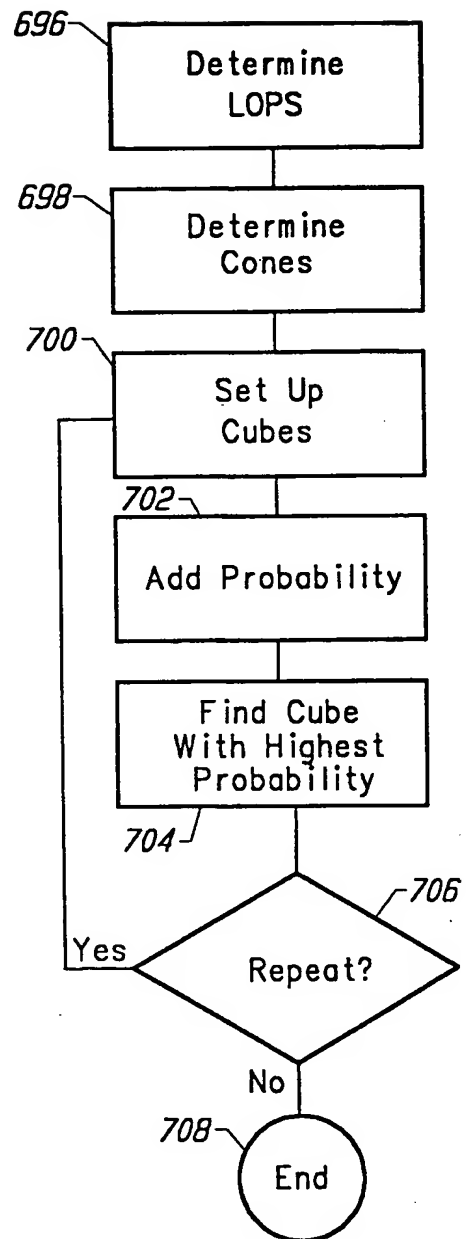 696
Determine
LOPS
698
Determine
Cones
700
Set Up
Cubes
702
Add Probability
Find Cube
With Highest
Probability
704
706
Repeat?
Yes
No
708
End